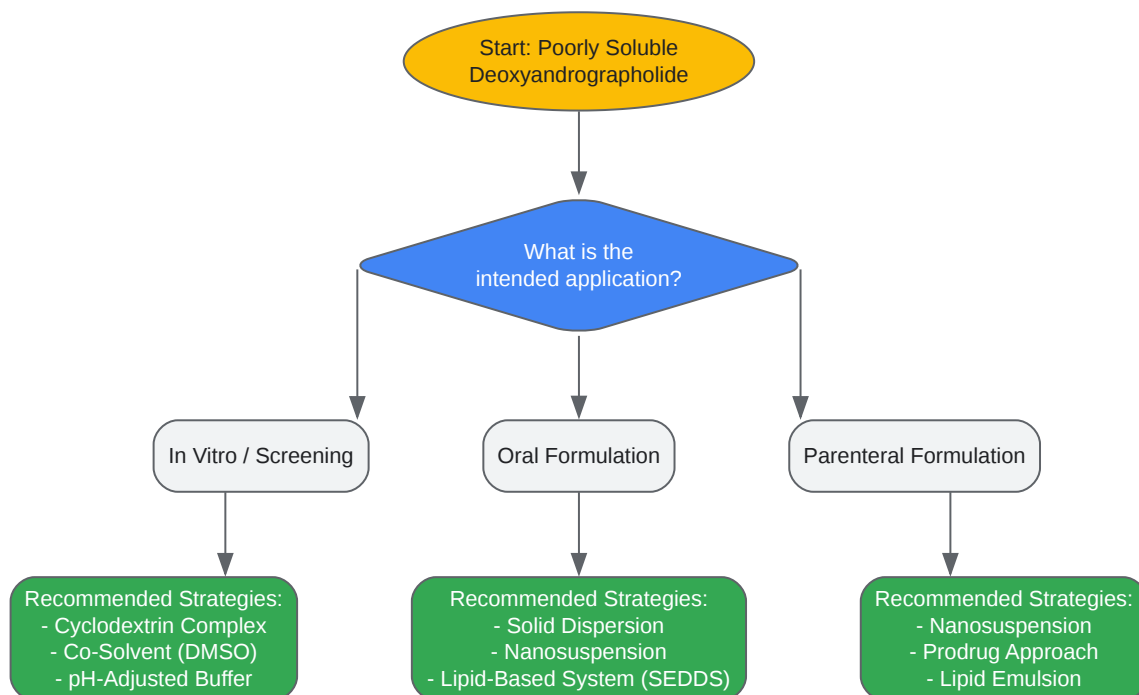 Start: Poorly Soluble
Deoxyandrographolide
What is the
intended application?
In Vitro / Screening
Oral Formulation
Parenteral Formulation
Recommended Strategies:
- Cyclodextrin Complex
- Co-Solvent (DMSO)
- pH-Adjusted Buffer
Recommended Strategies:
- Solid Dispersion
- Nanosuspension
- Lipid-Based System (SEDDS)
Recommended Strategies:
- Nanosuspension
- Prodrug Approach
- Lipid Emulsion